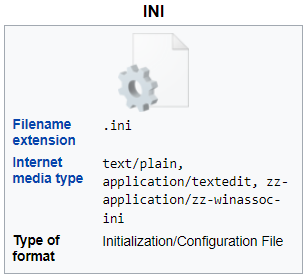 INI
Filename .ini
extension
Internet text/plain,
media type application/textedit, zz-
application/zz-winassoc-
ini
Type of Initialization/Configuration File
format